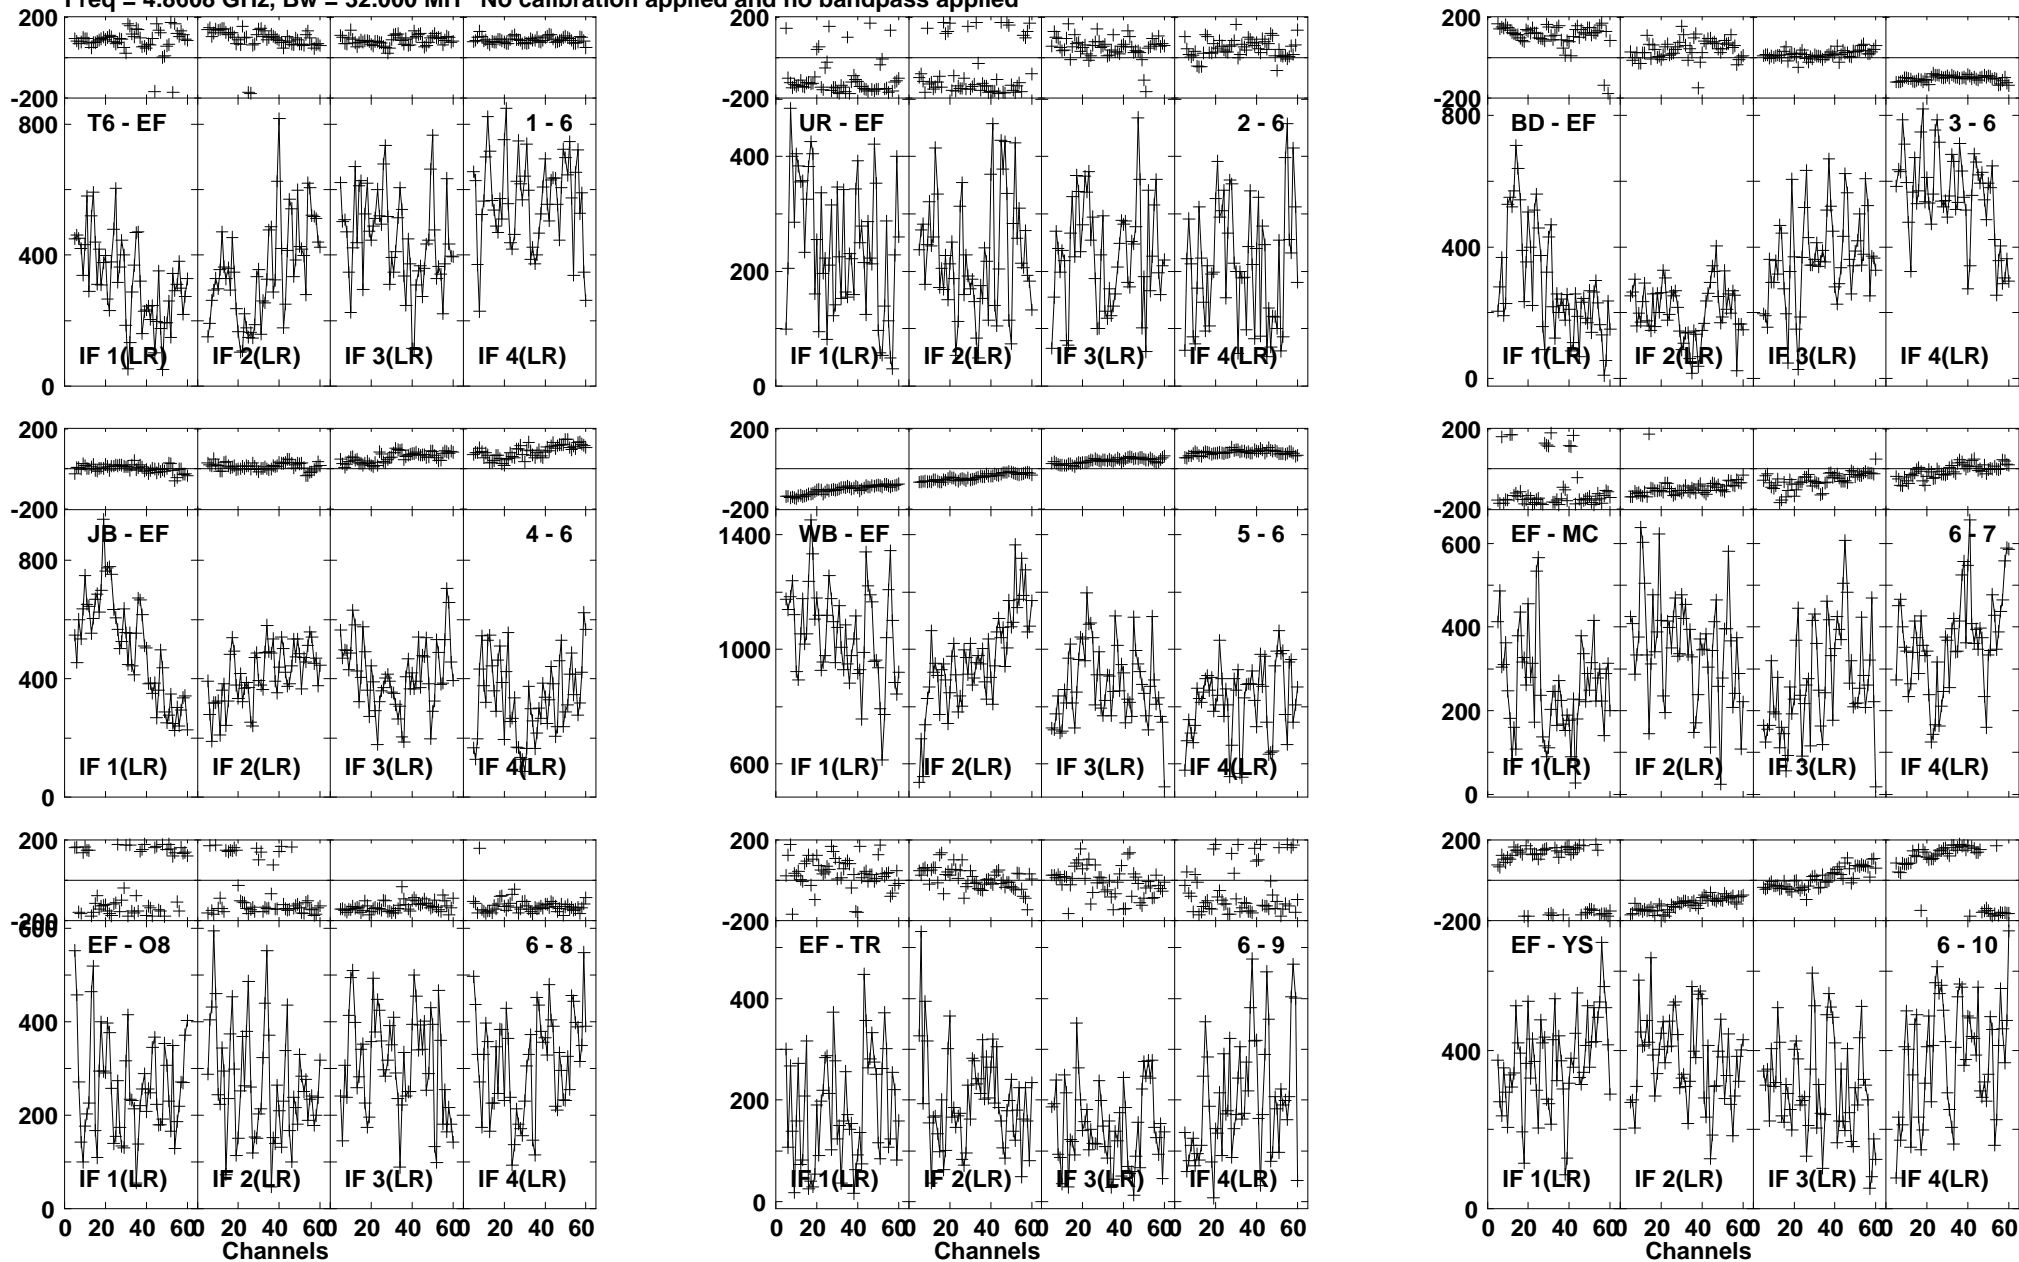 Freq = 4.8608 GHz, Bw = 32.000 MH No calibration applied and no bandpass applied
200 200 200
-200 -200 -200
T6 - EF 1 - 6 UR - EF 2 - 6 BD - EF 3 - 6
800 400 800
400 200 400
IF 1(LR) IF 2(LR) IF 3(LR) IF 4(LR) IF 1(LR) IF 2(LR) IF 3(LR) IF 4(LR) IF 1(LR) IF 2(LR) IF 3(LR) IF 4(LR)
0 0 0
200 200 200
-200 -200 -200
JB - EF 4 - 6 WB - EF 5 - 6 EF - MC 6 - 7
800 1400 600
400 1000 400
200
IF 1(LR) IF 2(LR) IF 3(LR) IF 4(LR) 600 IF 1(LR) IF 2(LR) IF 3(LR) IF 4(LR) IF 1(LR) IF 2(LR) IF 3(LR) IF 4(LR)
0 0
200 200 200
-200 -200 -200
600
EF - O8 6 - 8 EF - TR 6 - 9 EF - YS 6 - 10
400 400 400
200 200
IF 1(LR) IF 2(LR) IF 3(LR) IF 4(LR) IF 1(LR) IF 2(LR) IF 3(LR) IF 4(LR) IF 1(LR) IF 2(LR) IF 3(LR) IF 4(LR)
0 0 0
0 20 40 60 0 20 40 60 0 20 40 60 0 20 40 60 0 20 40 60 0 20 40 60 0 20 40 60 0 20 40 60 0 20 40 60 0 20 40 60 0 20 40 60 0 20 40 60
Channels Channels Channels